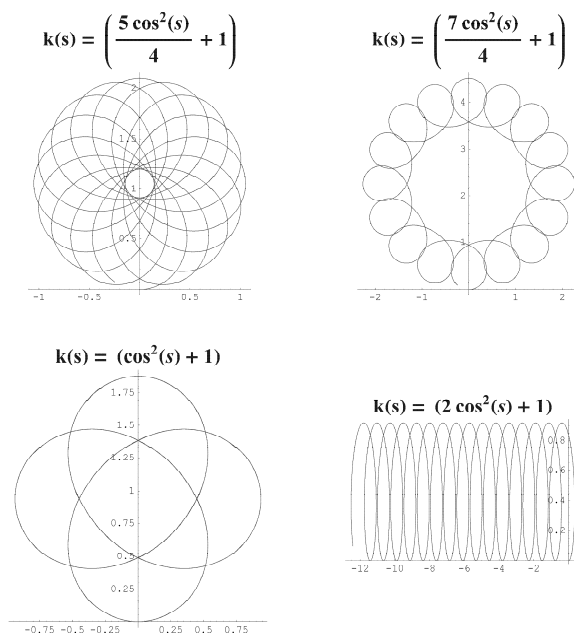 k(s) = ( 5 cos²(s) / 4 + 1 )
k(s) = ( 7 cos²(s) / 4 + 1 )
2
1.5
1
0.5
-1 -0.5 0.5 1
4
3
2
1
-2 -1 1 2
k(s) = (cos²(s) + 1)
1.75
1.5
1.25
1
0.75
0.5
0.25
-0.75 -0.5 -0.25 0.25 0.5 0.75
k(s) = (2 cos²(s) + 1)
0.8
0.6
0.4
0.2
-12 -10 -8 -6 -4 -2